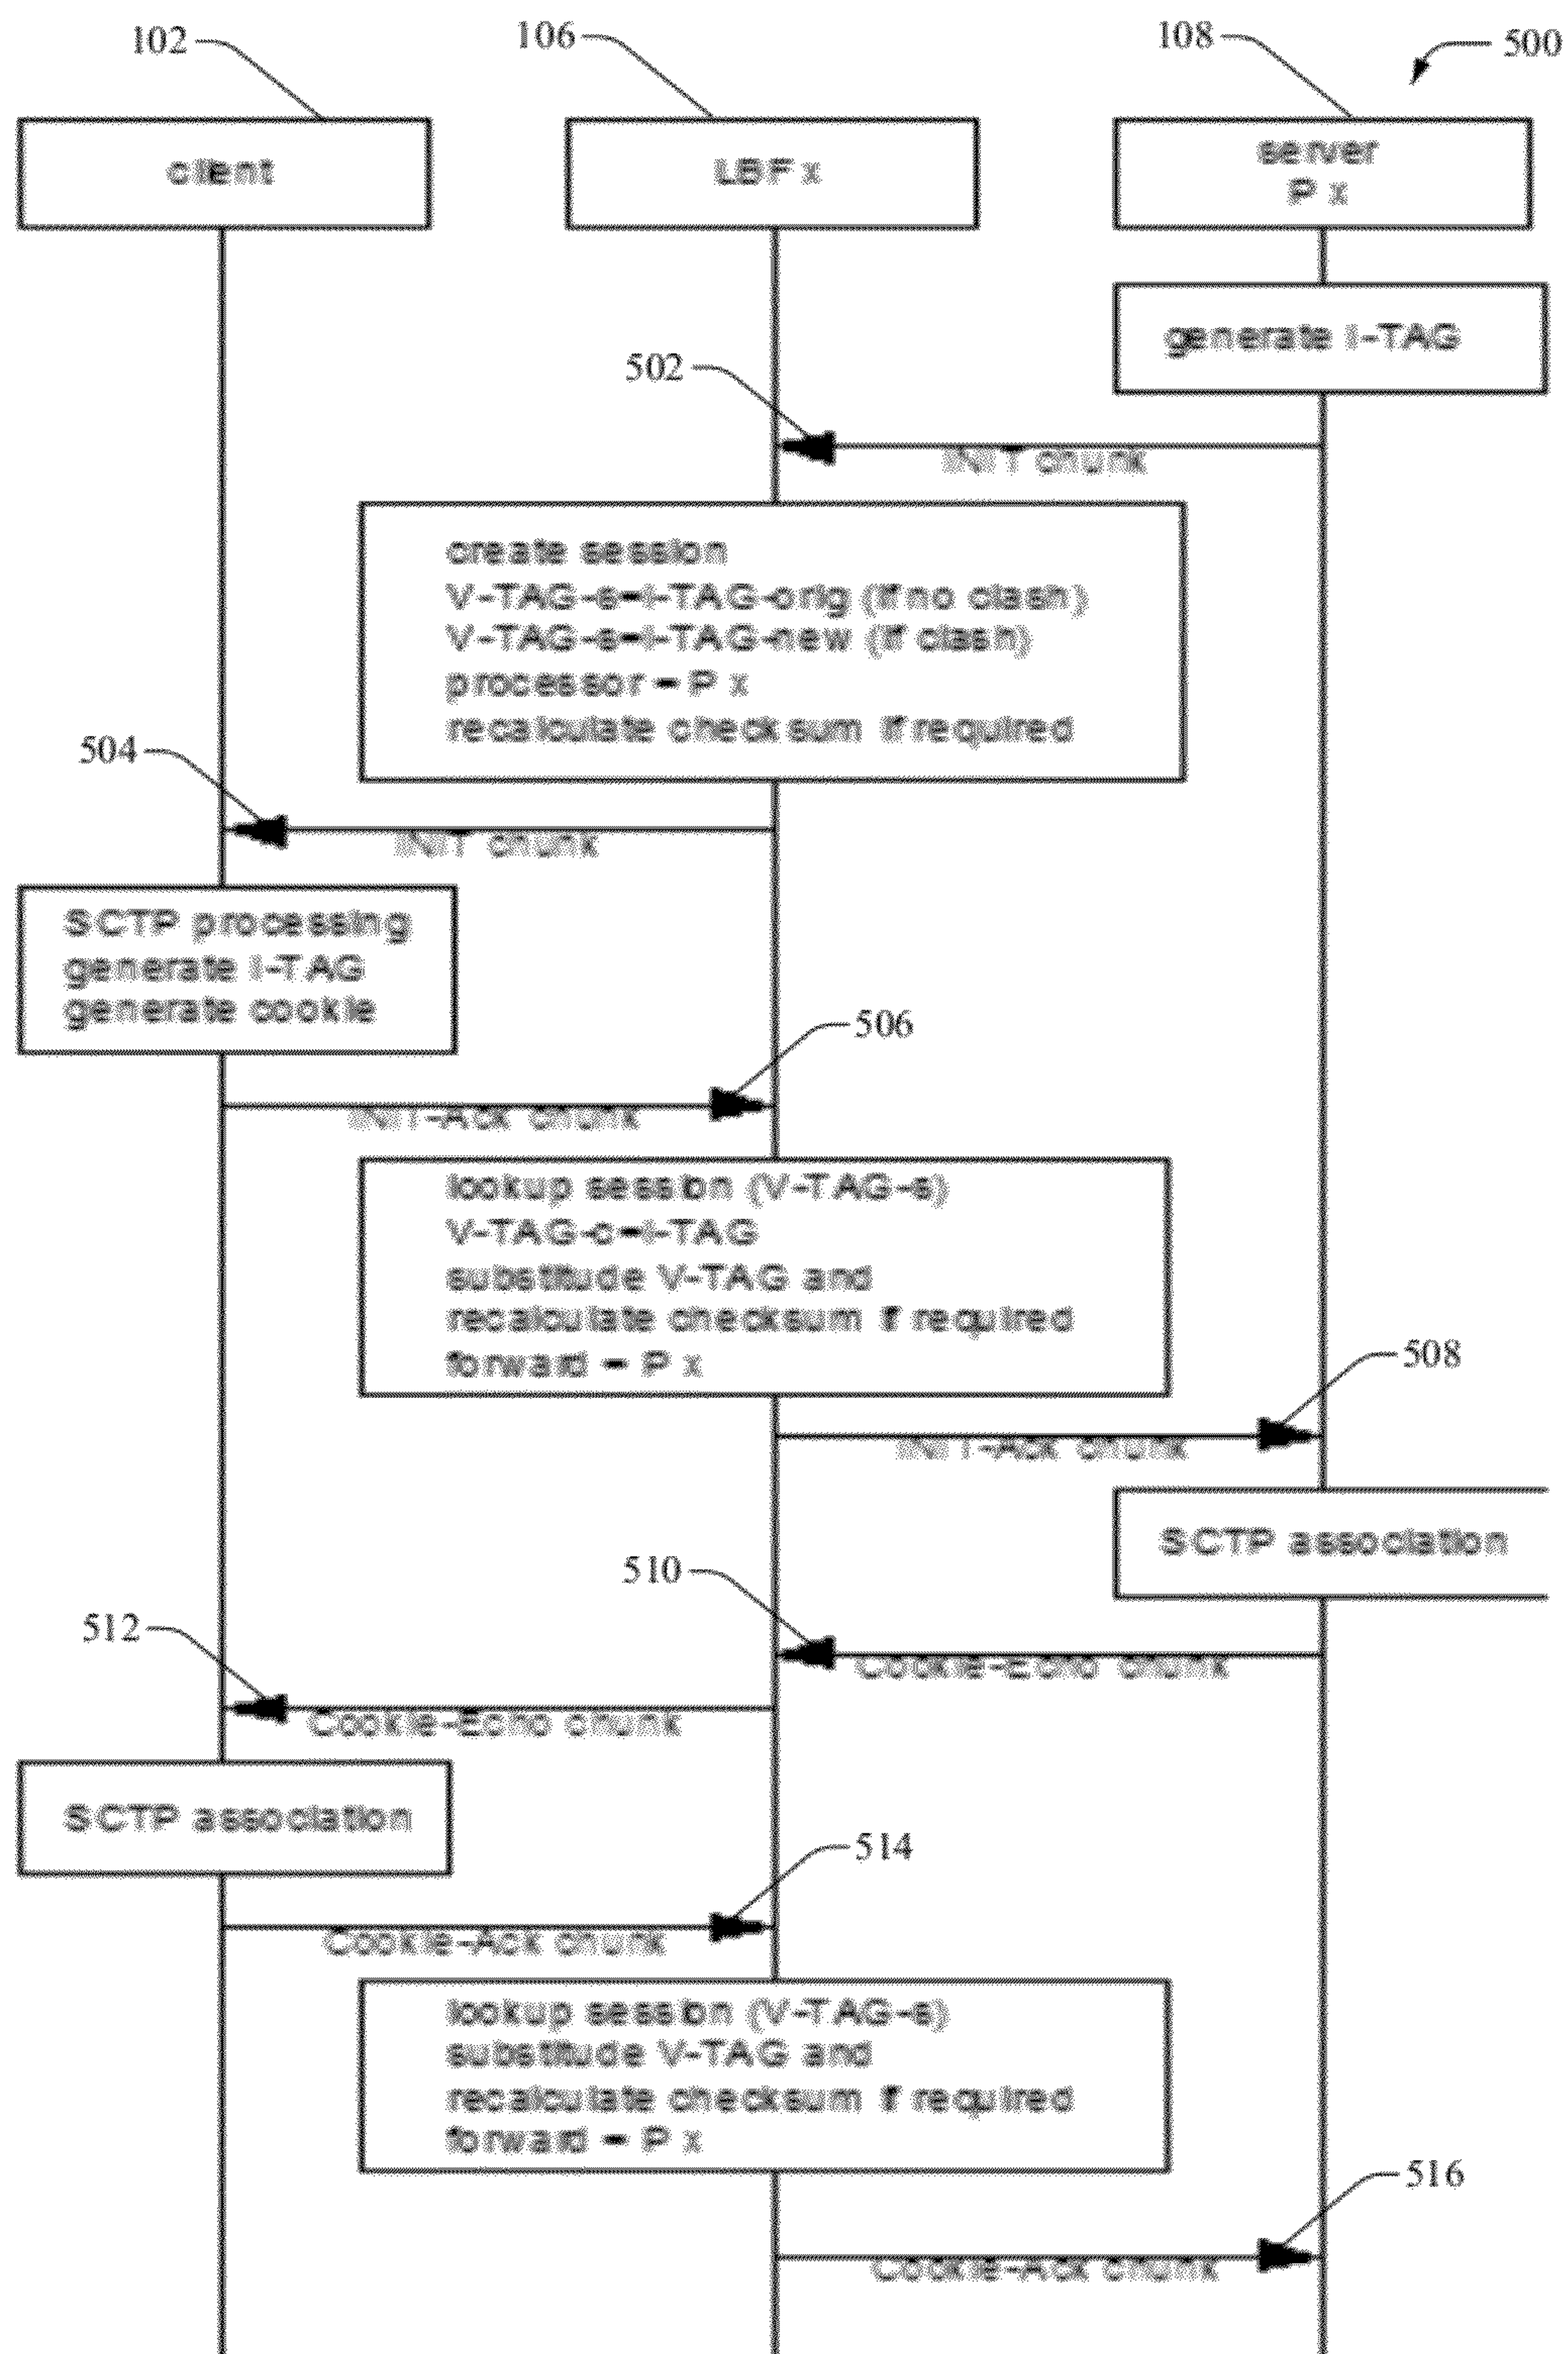 102
106
108
500
client
LBF x
server
P x
generate I-TAG
502
INIT chunk
create session
V-TAG-s=I-TAG-orig (if no clash)
V-TAG-s=I-TAG-new (if clash)
processor = P x
recalculate checksum if required
504
INIT chunk
SCTP processing
generate I-TAG
generate cookie
506
INIT-Ack chunk
lookup session (V-TAG-s)
V-TAG-c=I-TAG
substitude V-TAG and
recalculate checksum if required
forward = P x
508
INIT-Ack chunk
SCTP association
510
Cookie-Echo chunk
512
Cookie-Echo chunk
SCTP association
514
Cookie-Ack chunk
lookup session (V-TAG-s)
substitude V-TAG and
recalculate checksum if required
forward = P x
516
Cookie-Ack chunk